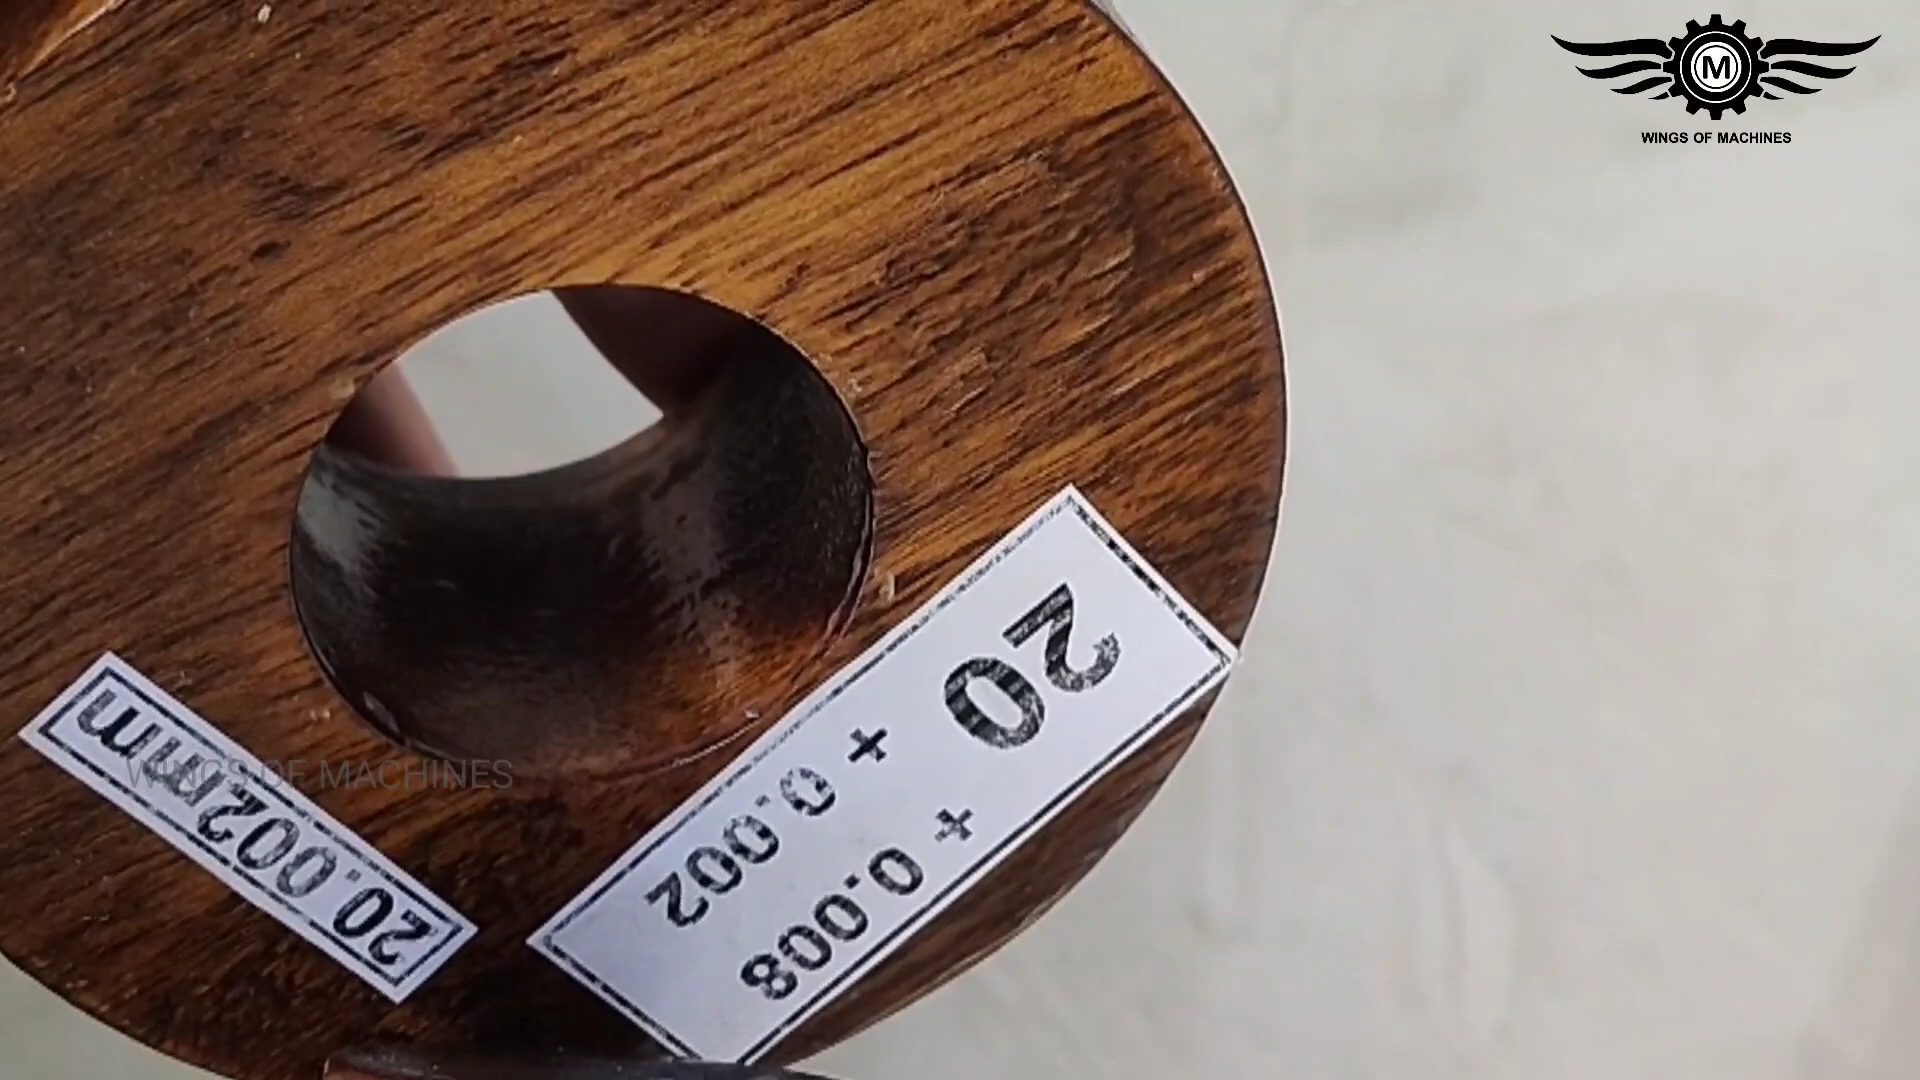 WINGS OF MACHINES
20 + 0.008
+ 0.002
20.002mm
WINGS OF MACHINES